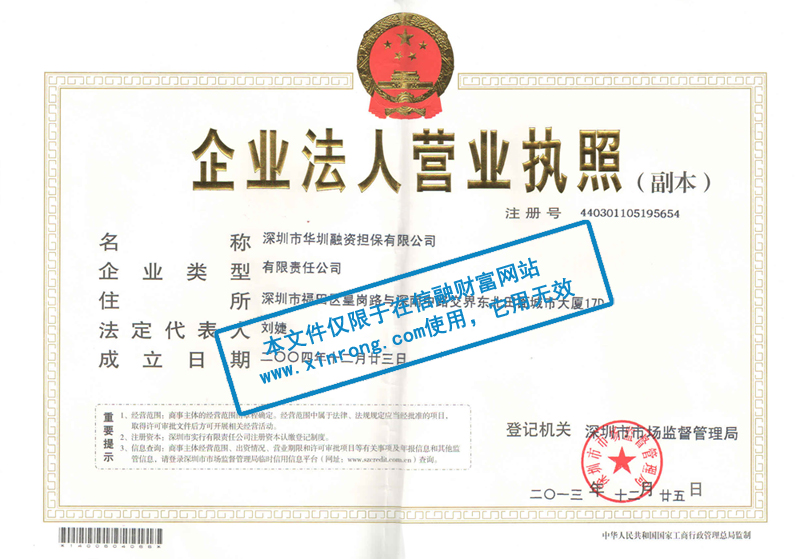 企业法人营业执照(副本)
注册号 440301105195654
名称 深圳市华圳融资担保有限公司
企业类型 有限责任公司
住所 深圳市福田区皇岗路与深南中路交界东北田面城市大厦17D
法定代表人 刘婕
成立日期 二〇〇四年十二月廿三日
本文件仅限于在信融财富网站
www.xinrong.com使用，它用无效
重要提示
1、经营范围：商事主体的经营范围由章程确定。经营范围中属于法律、法规规定应当经批准的项目，
取得许可审批文件后方可开展相关经营活动。
2、注册资本：深圳市实行有限责任公司注册资本认缴登记制度。
3、信息查询：商事主体经营范围、出资情况、营业期限和许可审批项目等有关事项及年报信息和其他监
管信息，请登录深圳市市场监督管理局临时信用信息平台（网址：www.szcredit.com.cn）查询。
登记机关 深圳市市场监督管理局
深圳市市场监督管理局
二〇一三年十二月廿五日
中华人民共和国国家工商行政管理总局监制